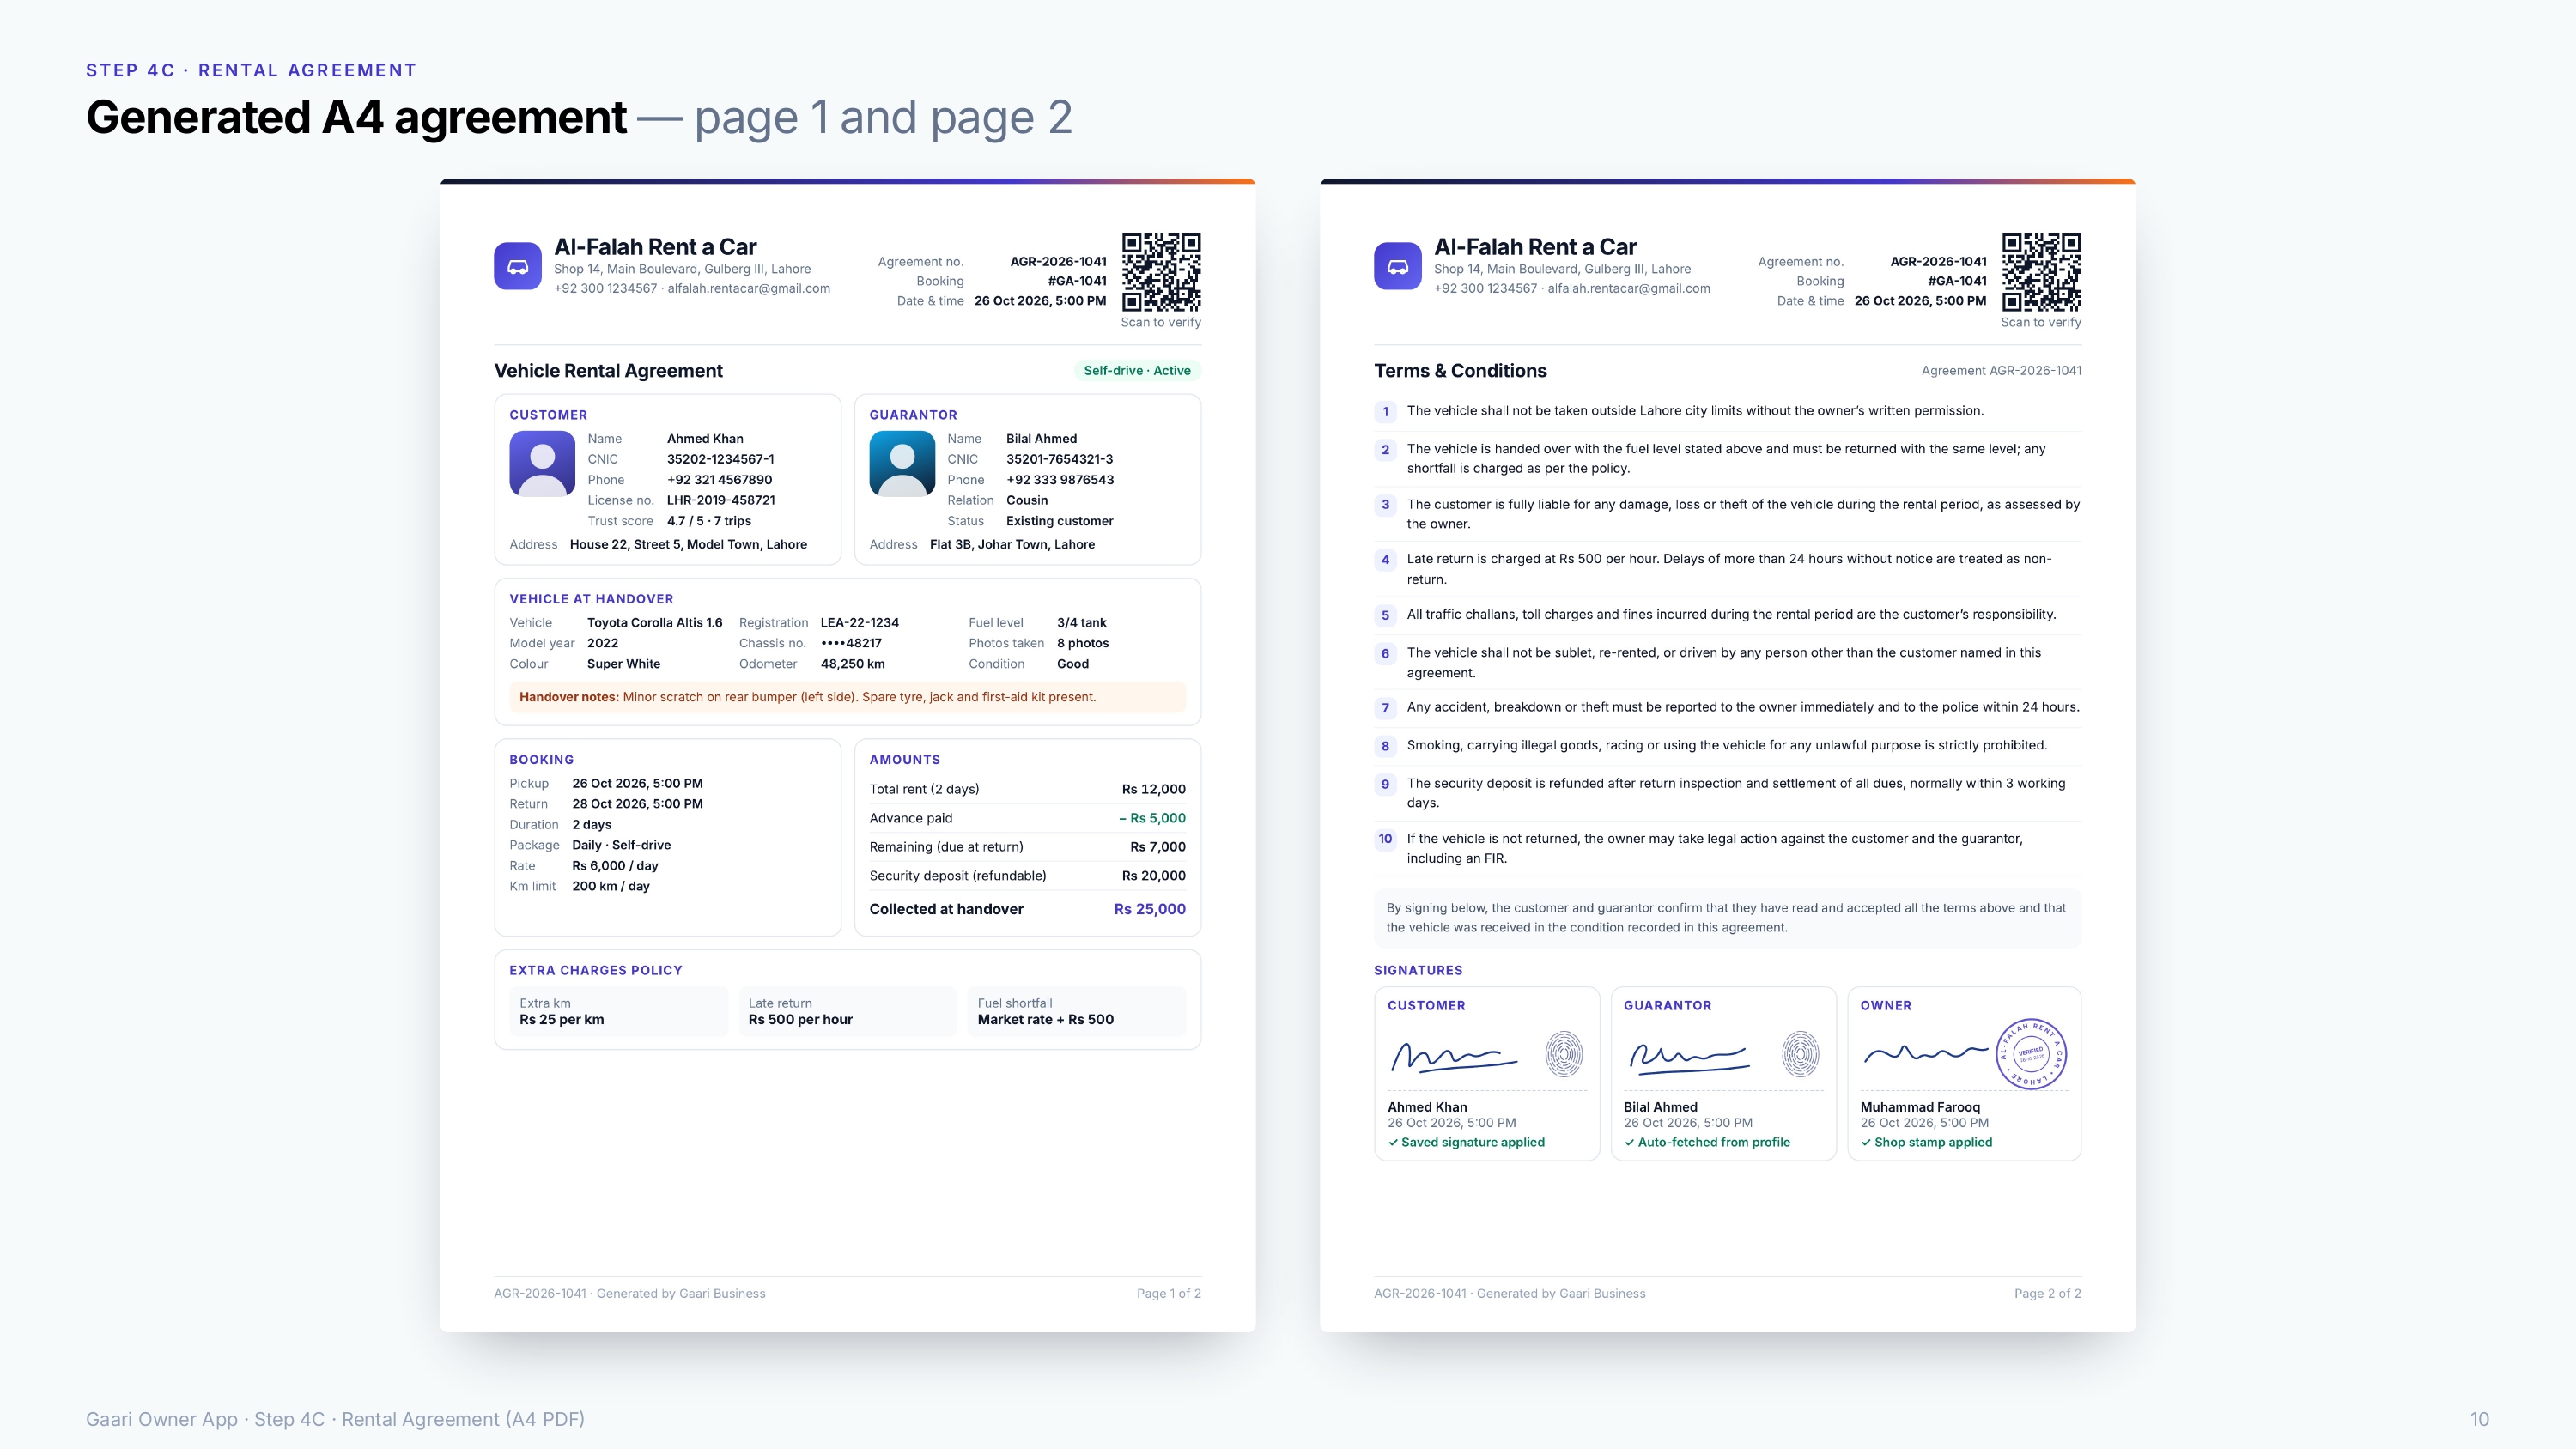 STEP 4C · RENTAL AGREEMENT
Generated A4 agreement — page 1 and page 2
Al-Falah Rent a Car
Shop 14, Main Boulevard, Gulberg III, Lahore
+92 300 1234567 · alfalah.rentacar@gmail.com
Agreement no. AGR-2026-1041
Booking #GA-1041
Date & time 26 Oct 2026, 5:00 PM
Scan to verify
Vehicle Rental Agreement
Self-drive · Active
CUSTOMER
Name Ahmed Khan
CNIC 35202-1234567-1
Phone +92 321 4567890
License no. LHR-2019-458721
Trust score 4.7 / 5 · 7 trips
Address House 22, Street 5, Model Town, Lahore
GUARANTOR
Name Bilal Ahmed
CNIC 35201-7654321-3
Phone +92 333 9876543
Relation Cousin
Status Existing customer
Address Flat 3B, Johar Town, Lahore
VEHICLE AT HANDOVER
Vehicle Toyota Corolla Altis 1.6 Registration LEA-22-1234 Fuel level 3/4 tank
Model year 2022 Chassis no. ••••48217 Photos taken 8 photos
Colour Super White Odometer 48,250 km Condition Good
Handover notes: Minor scratch on rear bumper (left side). Spare tyre, jack and first-aid kit present.
BOOKING
Pickup 26 Oct 2026, 5:00 PM
Return 28 Oct 2026, 5:00 PM
Duration 2 days
Package Daily · Self-drive
Rate Rs 6,000 / day
Km limit 200 km / day
AMOUNTS
Total rent (2 days) Rs 12,000
Advance paid − Rs 5,000
Remaining (due at return) Rs 7,000
Security deposit (refundable) Rs 20,000
Collected at handover Rs 25,000
EXTRA CHARGES POLICY
Extra km
Rs 25 per km
Late return
Rs 500 per hour
Fuel shortfall
Market rate + Rs 500
AGR-2026-1041 · Generated by Gaari Business Page 1 of 2
Al-Falah Rent a Car
Shop 14, Main Boulevard, Gulberg III, Lahore
+92 300 1234567 · alfalah.rentacar@gmail.com
Agreement no. AGR-2026-1041
Booking #GA-1041
Date & time 26 Oct 2026, 5:00 PM
Scan to verify
Terms & Conditions
Agreement AGR-2026-1041
1 The vehicle shall not be taken outside Lahore city limits without the owner’s written permission.
2 The vehicle is handed over with the fuel level stated above and must be returned with the same level; any
shortfall is charged as per the policy.
3 The customer is fully liable for any damage, loss or theft of the vehicle during the rental period, as assessed by
the owner.
4 Late return is charged at Rs 500 per hour. Delays of more than 24 hours without notice are treated as non-
return.
5 All traffic challans, toll charges and fines incurred during the rental period are the customer’s responsibility.
6 The vehicle shall not be sublet, re-rented, or driven by any person other than the customer named in this
agreement.
7 Any accident, breakdown or theft must be reported to the owner immediately and to the police within 24 hours.
8 Smoking, carrying illegal goods, racing or using the vehicle for any unlawful purpose is strictly prohibited.
9 The security deposit is refunded after return inspection and settlement of all dues, normally within 3 working
days.
10 If the vehicle is not returned, the owner may take legal action against the customer and the guarantor,
including an FIR.
By signing below, the customer and guarantor confirm that they have read and accepted all the terms above and that
the vehicle was received in the condition recorded in this agreement.
SIGNATURES
CUSTOMER
Ahmed Khan
26 Oct 2026, 5:00 PM
✓ Saved signature applied
GUARANTOR
Bilal Ahmed
26 Oct 2026, 5:00 PM
✓ Auto-fetched from profile
OWNER
AL-FALAH RENT A CAR • LAHORE •
VERIFIED
Muhammad Farooq
26 Oct 2026, 5:00 PM
✓ Shop stamp applied
AGR-2026-1041 · Generated by Gaari Business Page 2 of 2
Gaari Owner App · Step 4C · Rental Agreement (A4 PDF)
10